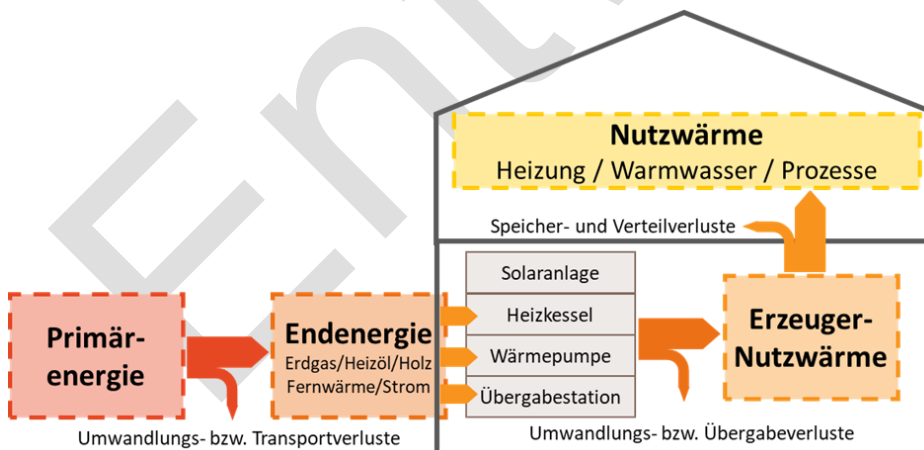 Nutzwärme
Heizung / Warmwasser / Prozesse
Speicher- und Verteilverluste
Solaranlage
Heizkessel
Wärmepumpe
Übergabestation
Primär-
energie
Endenergie
Erdgas/Heizöl/Holz
Fernwärme/Strom
Erzeuger-
Nutzwärme
Umwandlungs- bzw. Transportverluste
Umwandlungs- bzw. Übergabeverluste
Ent